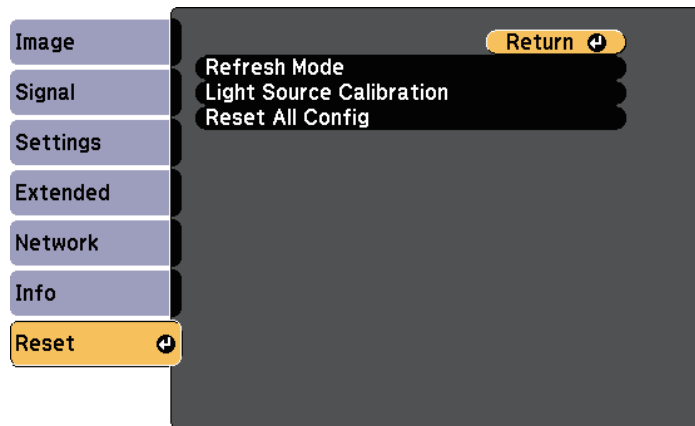 Image
Signal
Settings
Extended
Network
Info
Reset
Return
Refresh Mode
Light Source Calibration
Reset All Config